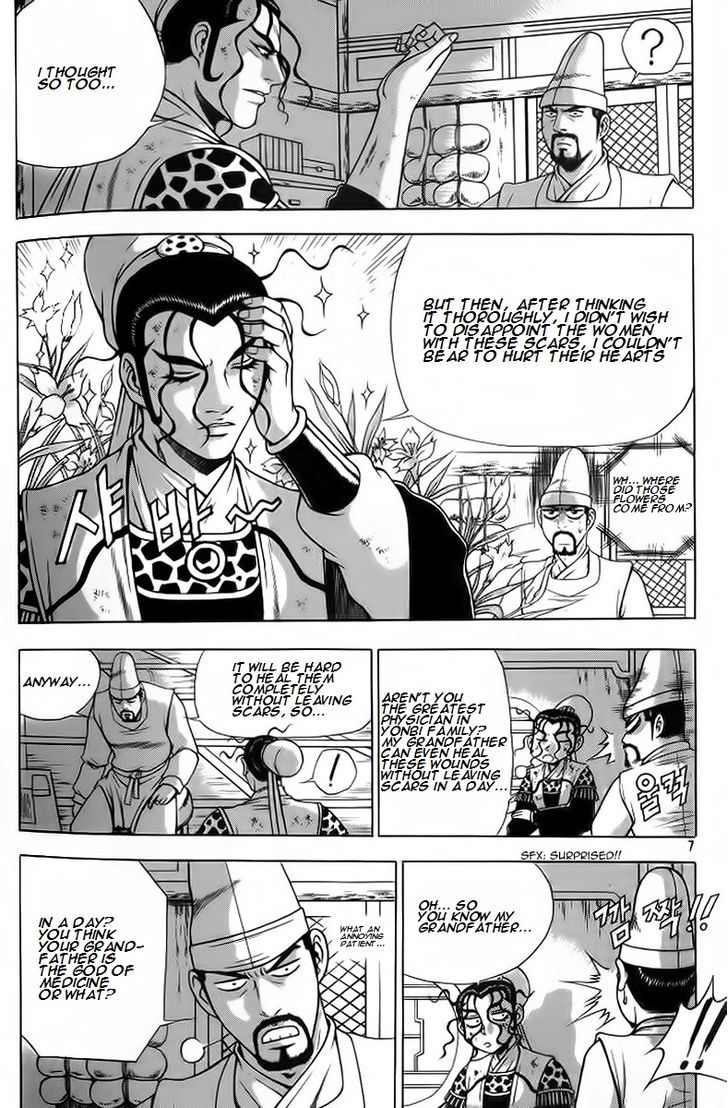 I THOUGHT
SO TOO...
?
BUT THEN, AFTER THINKING
IT THOROUGHLY, I DIDN'T WISH
TO DISAPPOINT THE WOMEN
WITH THESE SCARS, I COULDN'T
BEAR TO HURT THEIR HEARTS
샤방~
WH... WHERE
DID THOSE
FLOWERS
COME FROM?
ANYWAY...
IT WILL BE HARD
TO HEAL THEM
COMPLETELY
WITHOUT LEAVING
SCARS, SO...
!
AREN'T YOU
THE GREATEST
PHYSICIAN IN
YONBI FAMILY?
MY GRANDFATHER
CAN EVEN HEAL
THESE WOUNDS
WITHOUT LEAVING
SCARS IN A DAY...
울컥
7
SFX: SURPRISED!!
IN A DAY?
YOU THINK
YOUR GRAND-
FATHER IS
THE GOD OF
MEDICINE
OR WHAT?
WHAT AN
ANNOYING
PATIENT...
OH... SO
YOU KNOW MY
GRANDFATHER...
깜짝!!
!!